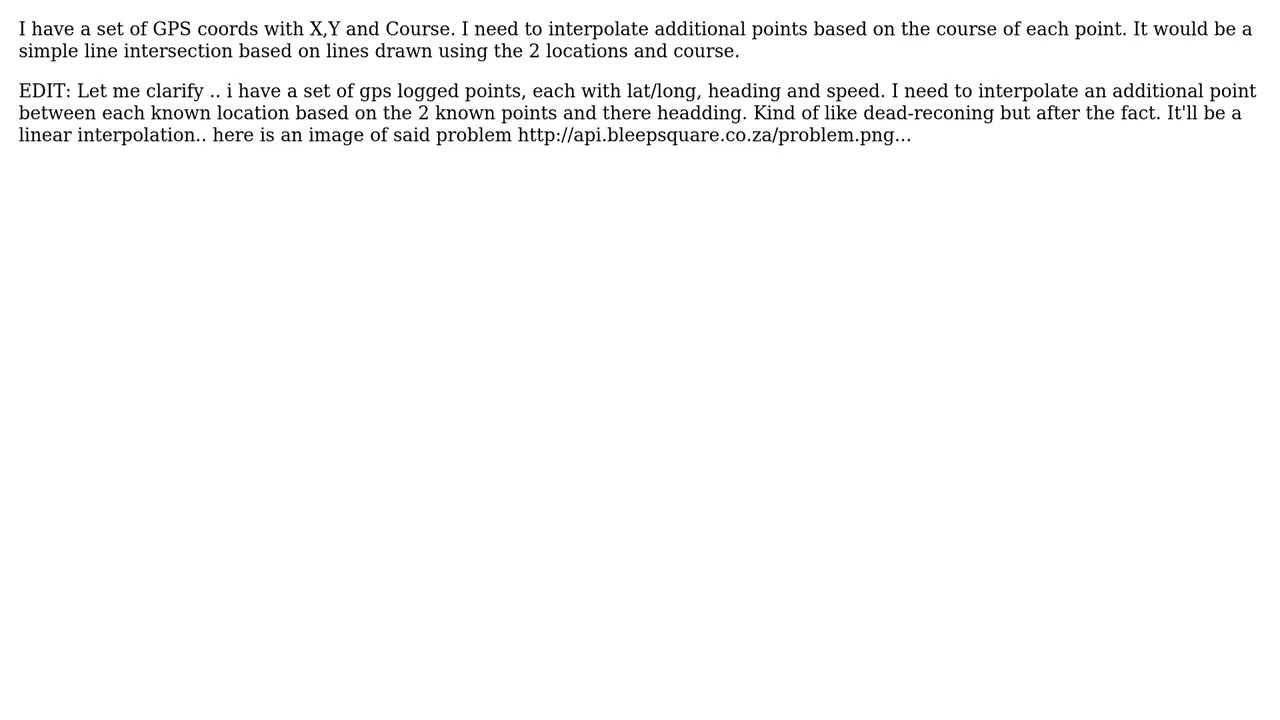 I have a set of GPS coords with X,Y and Course. I need to interpolate additional points based on the course of each point. It would be a
simple line intersection based on lines drawn using the 2 locations and course.
EDIT: Let me clarify .. i have a set of gps logged points, each with lat/long, heading and speed. I need to interpolate an additional point
between each known location based on the 2 known points and there headding. Kind of like dead-reconing but after the fact. It'll be a
linear interpolation.. here is an image of said problem http://api.bleepsquare.co.za/problem.png...